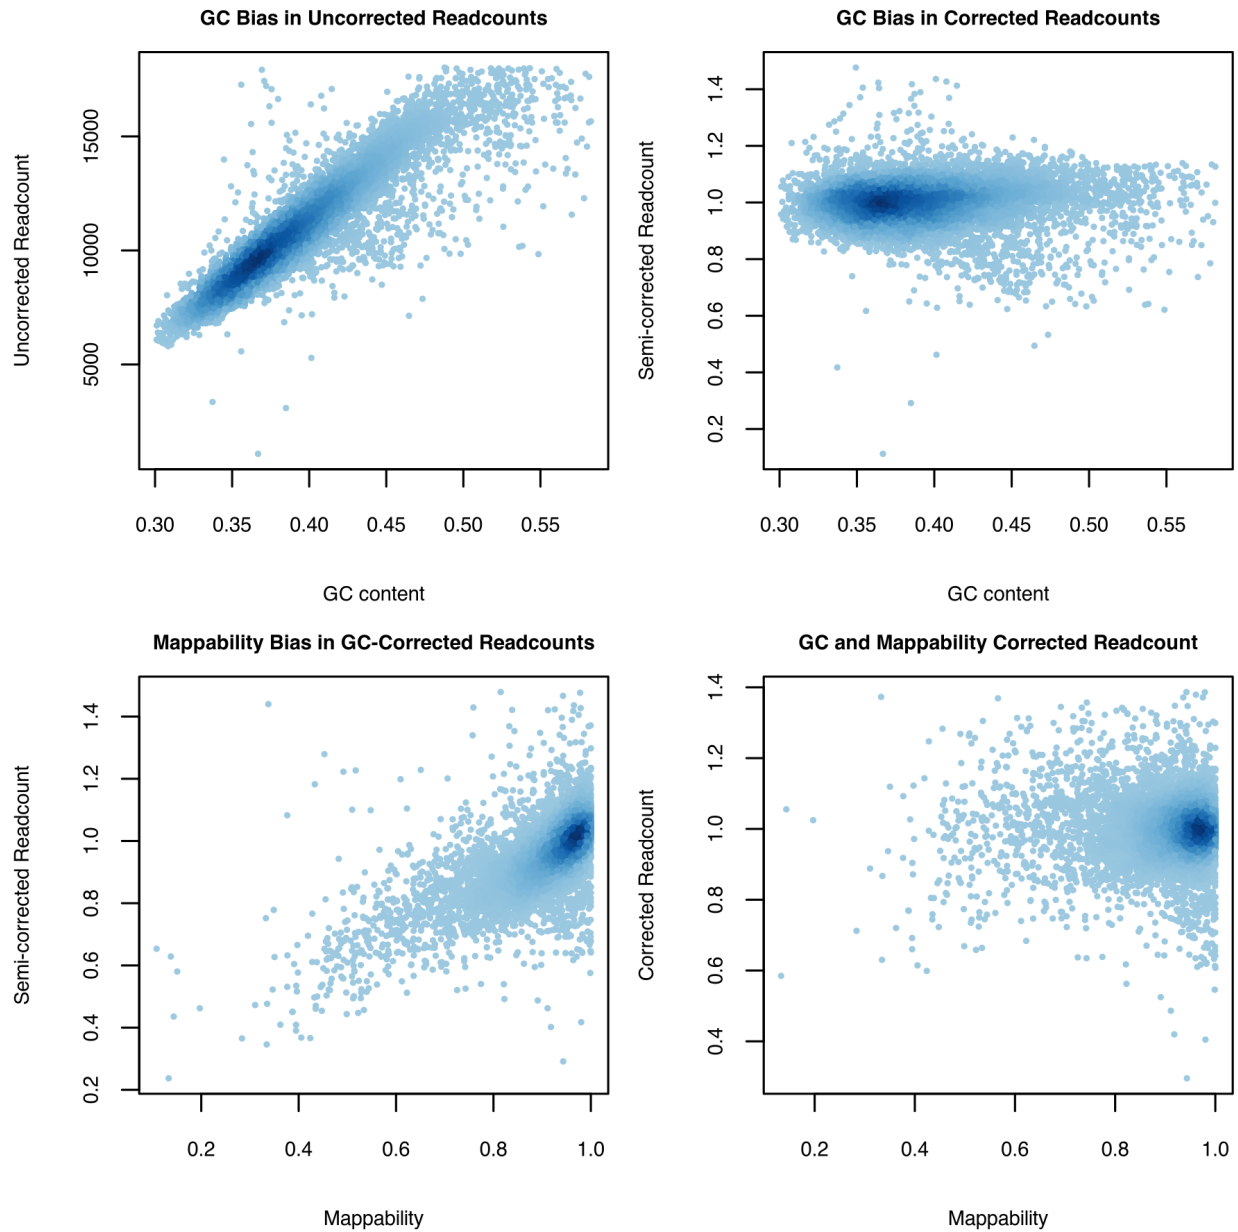 GC Bias in Uncorrected Readcounts
Uncorrected Readcount
15000
10000
5000
0.30 0.35 0.40 0.45 0.50 0.55
GC content
GC Bias in Corrected Readcounts
Semi-corrected Readcount
1.4
1.2
1.0
0.8
0.6
0.4
0.2
0.30 0.35 0.40 0.45 0.50 0.55
GC content
Mappability Bias in GC-Corrected Readcounts
Semi-corrected Readcount
1.4
1.2
1.0
0.8
0.6
0.4
0.2
0.2 0.4 0.6 0.8 1.0
Mappability
GC and Mappability Corrected Readcount
Corrected Readcount
1.4
1.2
1.0
0.8
0.6
0.4
0.2 0.4 0.6 0.8 1.0
Mappability